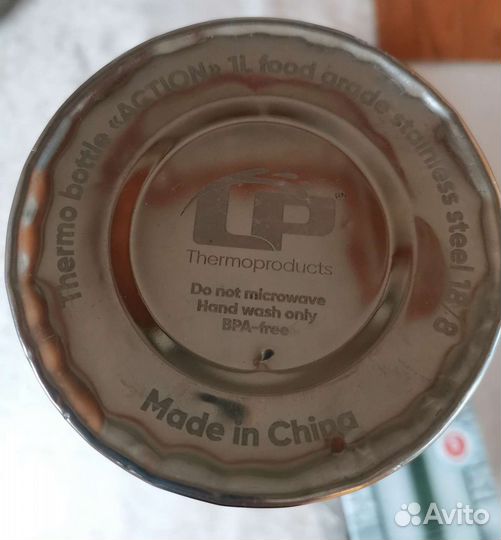 Thermo bottle «ACTION» 1L food grade stainless steel 18/8
LP
Thermoproducts
Do not microwave
Hand wash only
BPA-free
Made in China
Avito